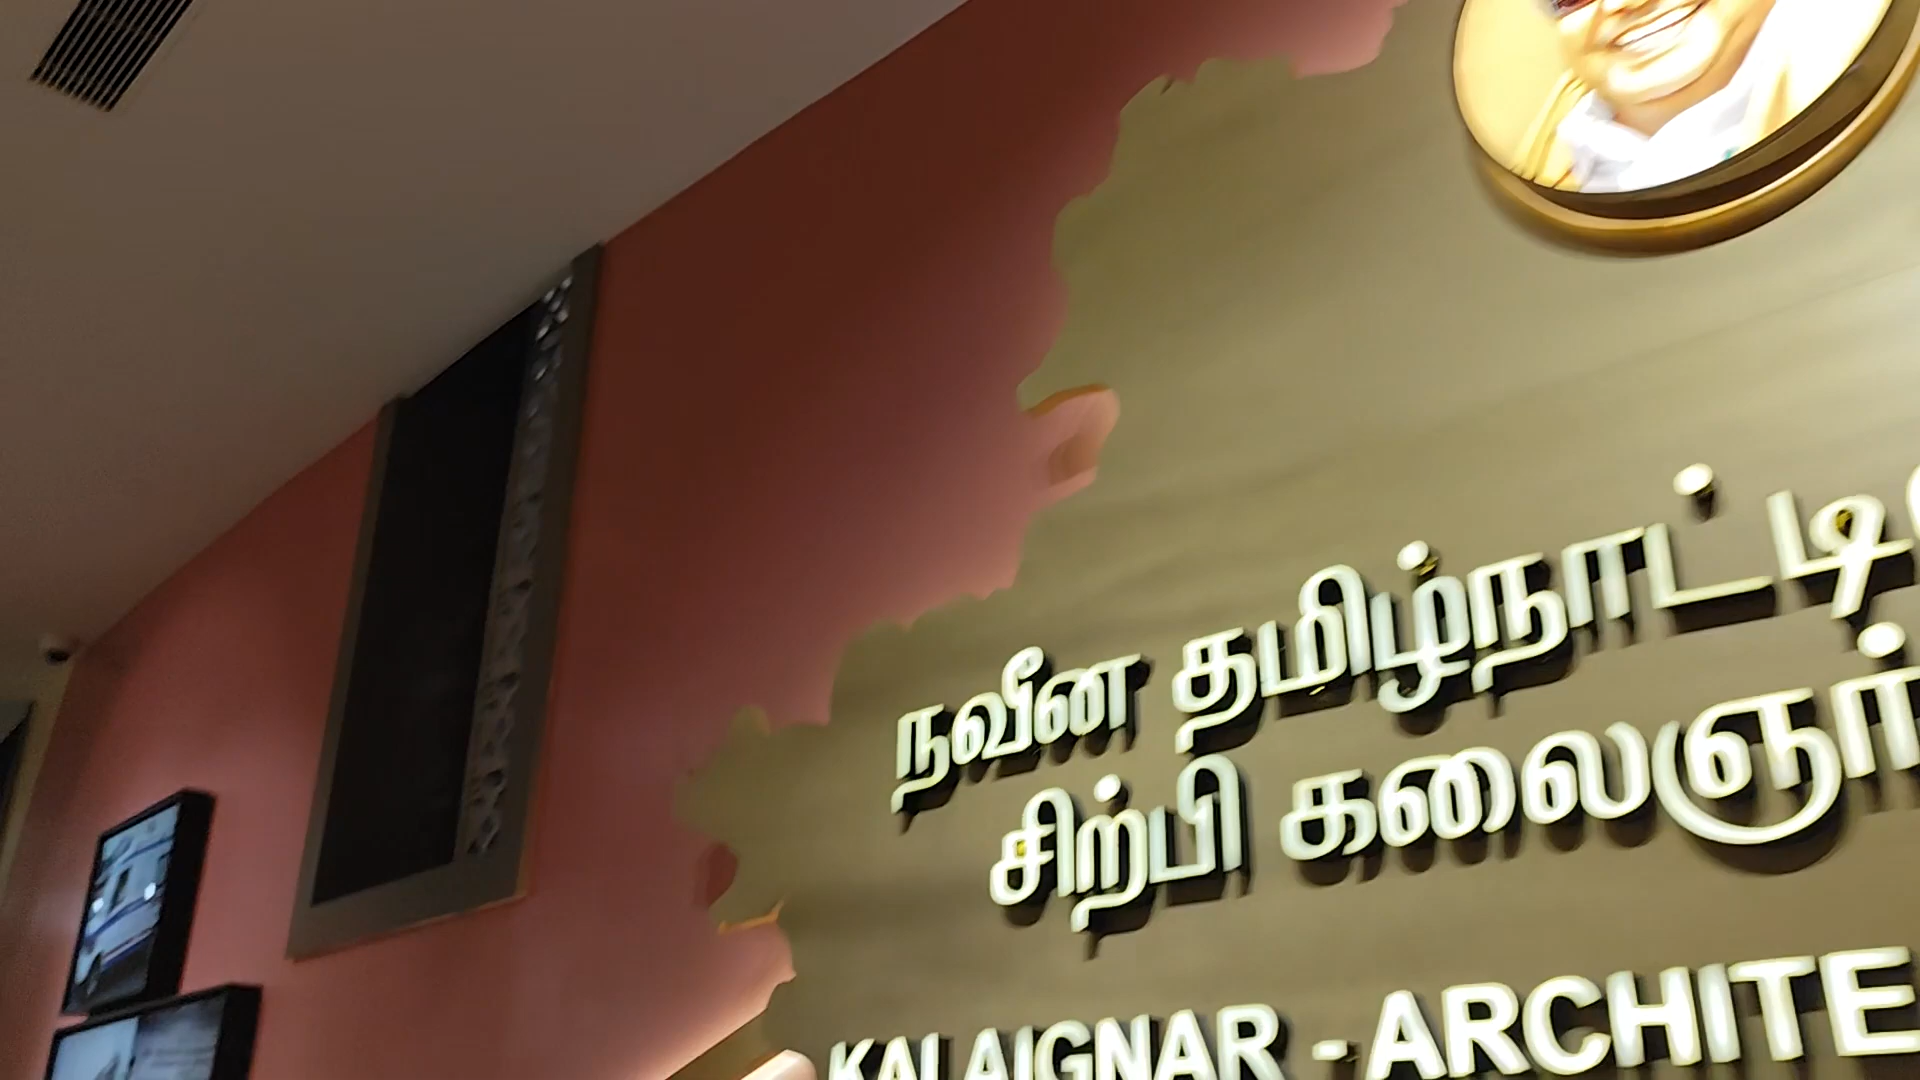 நவீன தமிழ்நாட்டி
சிற்பி கலைஞர்
KALAIGNAR - ARCHITE